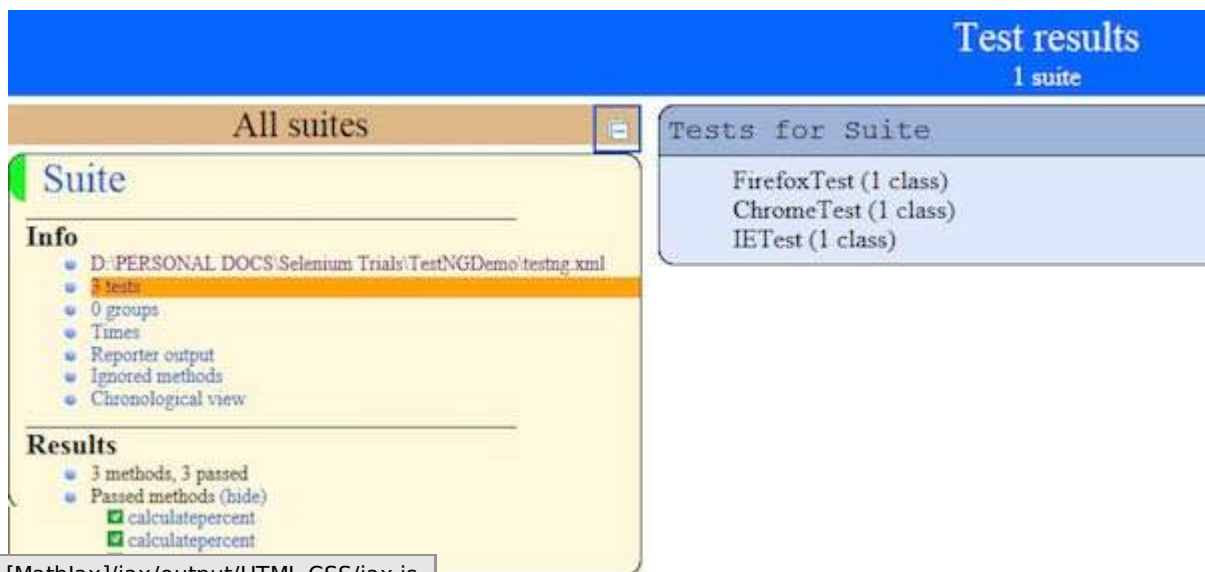 Test results
1 suite
All suites
Suite
Info
D:\PERSONAL DOCS\Selenium Trials\TestNGDemo\testng.xml
3 tests
0 groups
Times
Reporter output
Ignored methods
Chronological view
Results
3 methods, 3 passed
Passed methods (hide)
calculatepercent
calculatepercent
Tests for Suite
FirefoxTest (1 class)
ChromeTest (1 class)
IETest (1 class)
[MathJax]/jax/output/HTML-CSS/jax.js